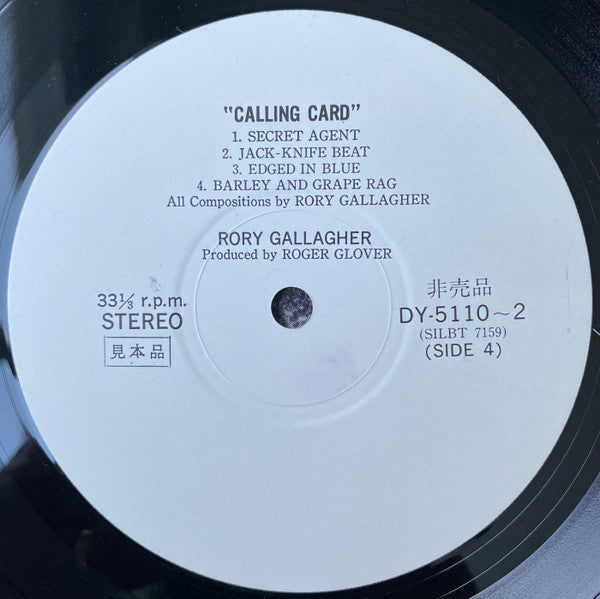 "CALLING CARD"
1. SECRET AGENT
2. JACK-KNIFE BEAT
3. EDGED IN BLUE
4. BARLEY AND GRAPE RAG
All Compositions by RORY GALLAGHER
RORY GALLAGHER
Produced by ROGER GLOVER
33⅓ r.p.m.
STEREO
見本品
非売品
DY-5110~2
(SILBT 7159)
(SIDE 4)